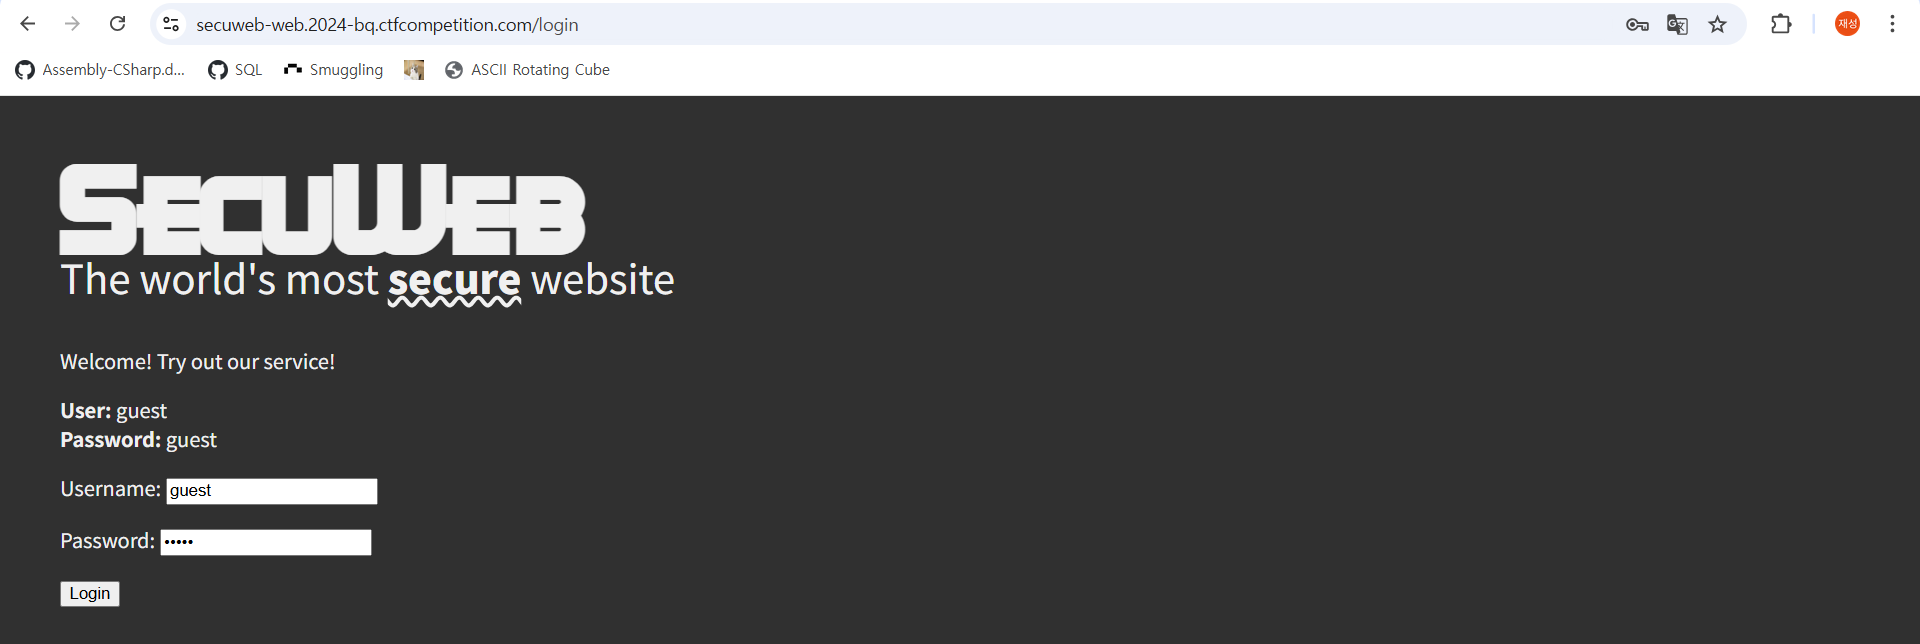 secuweb-web.2024-bq.ctfcompetition.com/login
재성
Assembly-CSharp.d... SQL Smuggling ASCII Rotating Cube
SECUWEB
The world's most secure website
Welcome! Try out our service!
User: guest
Password: guest
Username: guest
Password: •••••
Login